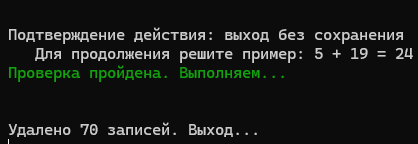 Подтверждение действия: выход без сохранения
Для продолжения решите пример: 5 + 19 = 24
Проверка пройдена. Выполняем...
Удалено 70 записей. Выход...